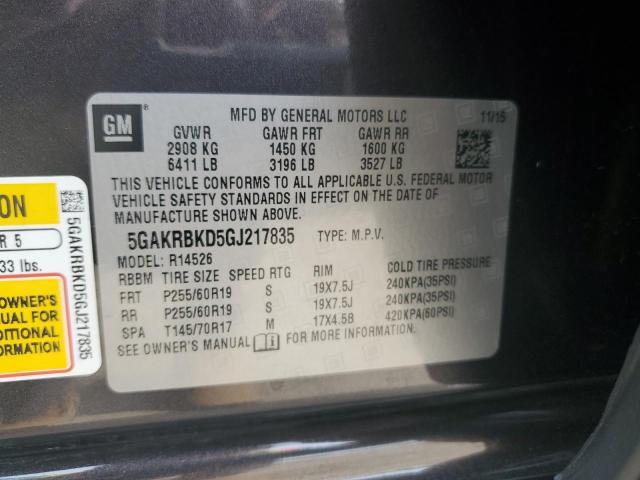 GM
MFD BY GENERAL MOTORS LLC 11/15
GVWR GAWR FRT GAWR RR
2908 KG 1450 KG 1600 KG
6411 LB 3196 LB 3527 LB
THIS VEHICLE CONFORMS TO ALL APPLICABLE U.S. FEDERAL MOTOR
VEHICLE SAFETY STANDARDS IN EFFECT ON THE DATE OF
MANUFACTURE SHOWN ABOVE.
5GAKRBKD5GJ217835 TYPE: M.P.V.
MODEL: R14526
RBBM TIRE SIZE SPEED RTG RIM COLD TIRE PRESSURE
FRT P255/60R19 S 19X7.5J 240KPA(35PSI)
RR P255/60R19 S 19X7.5J 240KPA(35PSI)
SPA T145/70R17 M 17X4.5B 420KPA(60PSI)
SEE OWNER'S MANUAL FOR MORE INFORMATION.
ON
R 5
33 lbs.
OWNER'S
UAL FOR
DITIONAL
RMATION
5GAKRBKD5GJ217835